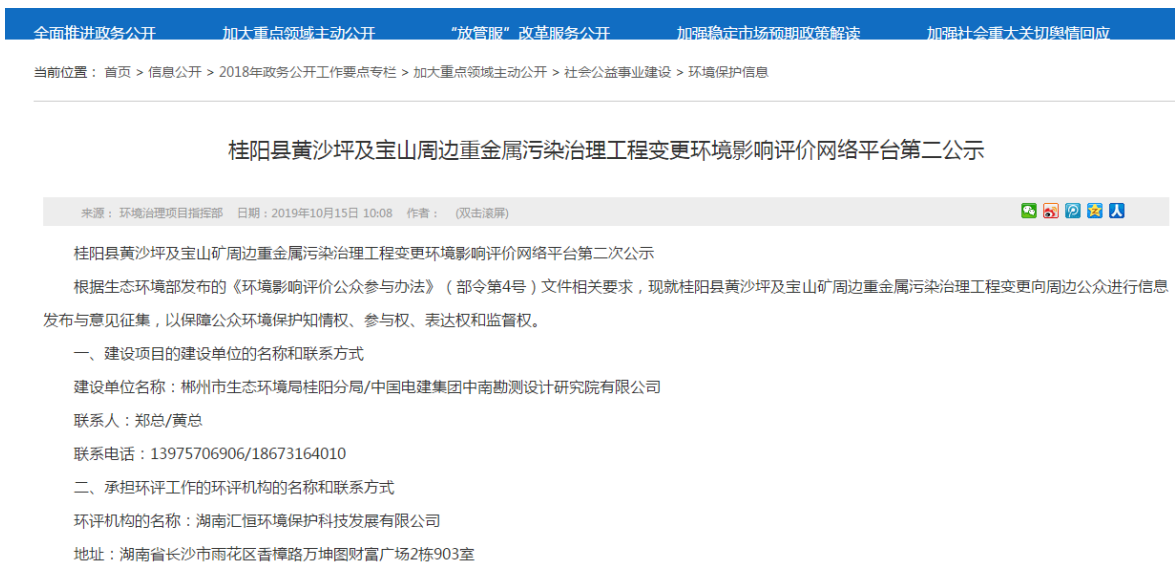 全面推进政务公开 加大重点领域主动公开 “放管服”改革服务公开 加强稳定市场预期政策解读 加强社会重大关切舆情回应
当前位置： 首页 > 信息公开 > 2018年政务公开工作要点专栏 > 加大重点领域主动公开 > 社会公益事业建设 > 环境保护信息
桂阳县黄沙坪及宝山周边重金属污染治理工程变更环境影响评价网络平台第二公示
来源： 环境治理项目指挥部 日期：2019年10月15日 10:08 作者： (双击滚屏)
桂阳县黄沙坪及宝山矿周边重金属污染治理工程变更环境影响评价网络平台第二次公示
根据生态环境部发布的《环境影响评价公众参与办法》（部令第4号）文件相关要求，现就桂阳县黄沙坪及宝山矿周边重金属污染治理工程变更向周边公众进行信息
发布与意见征集，以保障公众环境保护知情权、参与权、表达权和监督权。
一、建设项目的建设单位的名称和联系方式
建设单位名称：郴州市生态环境局桂阳分局/中国电建集团中南勘测设计研究院有限公司
联系人：郑总/黄总
联系电话：13975706906/18673164010
二、承担环评工作的环评机构的名称和联系方式
环评机构的名称：湖南汇恒环境保护科技发展有限公司
地址：湖南省长沙市雨花区香樟路万坤图财富广场2栋903室